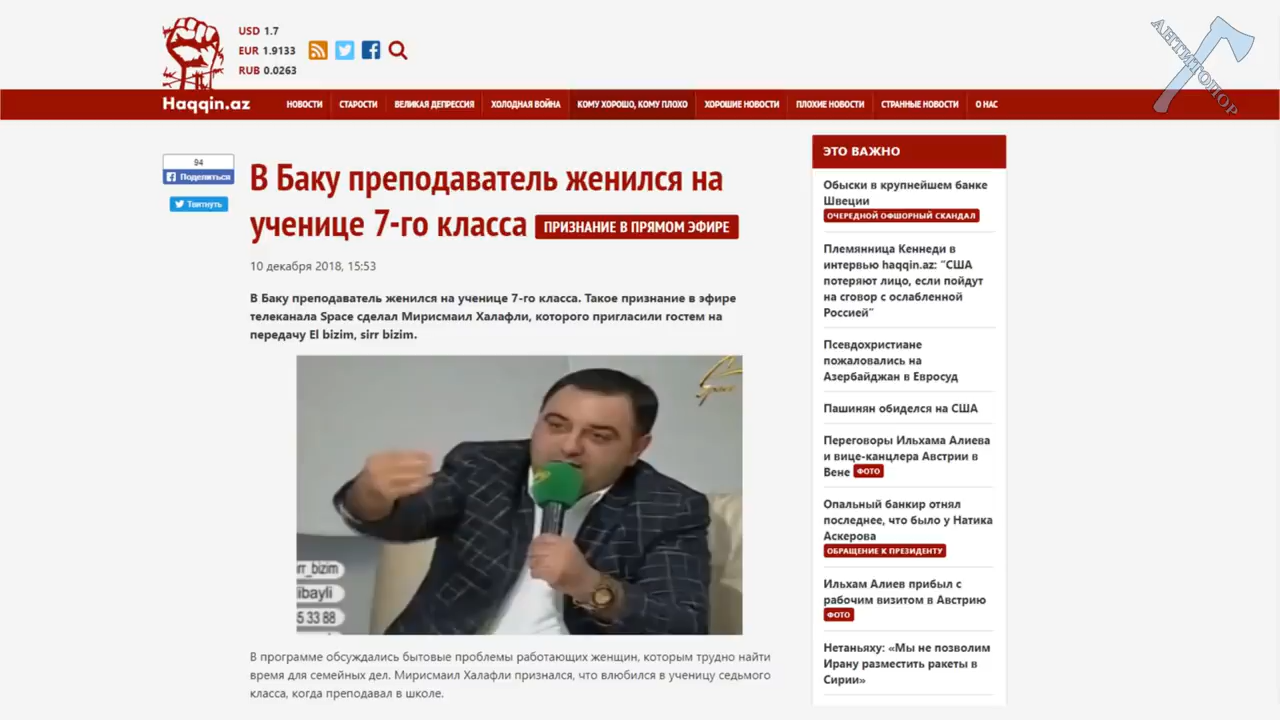 USD 1.7
EUR 1.9133
RUB 0.0263
АНТИТОПОР
Haqqin.az
НОВОСТИ СТАРОСТИ ВЕЛИКАЯ ДЕПРЕССИЯ ХОЛОДНАЯ ВОЙНА КОМУ ХОРОШО, КОМУ ПЛОХО ХОРОШИЕ НОВОСТИ ПЛОХИЕ НОВОСТИ СТРАННЫЕ НОВОСТИ О НАС
94
Поделиться
Твитнуть
В Баку преподаватель женился на
ученице 7-го класса ПРИЗНАНИЕ В ПРЯМОМ ЭФИРЕ
10 декабря 2018, 15:53
В Баку преподаватель женился на ученице 7-го класса. Такое признание в эфире
телеканала Space сделал Мирисмаил Халафли, которого пригласили гостем на
передачу El bizim, sirr bizim.
Space
rr_bizim
libayli
5 33 88
В программе обсуждались бытовые проблемы работающих женщин, которым трудно найти
время для семейных дел. Мирисмаил Халафли признался, что влюбился в ученицу седьмого
класса, когда преподавал в школе.
ЭТО ВАЖНО
Обыски в крупнейшем банке
Швеции
ОЧЕРЕДНОЙ ОФШОРНЫЙ СКАНДАЛ
Племянница Кеннеди в
интервью haqqin.az: “США
потеряют лицо, если пойдут
на сговор с ослабленной
Россией”
Псевдохристиане
пожаловались на
Азербайджан в Евросуд
Пашинян обиделся на США
Переговоры Ильхама Алиева
и вице-канцлера Австрии в
Вене ФОТО
Опальный банкир отнял
последнее, что было у Натика
Аскерова
ОБРАЩЕНИЕ К ПРЕЗИДЕНТУ
Ильхам Алиев прибыл с
рабочим визитом в Австрию
ФОТО
Нетаньяху: «Мы не позволим
Ирану разместить ракеты в
Сирии»